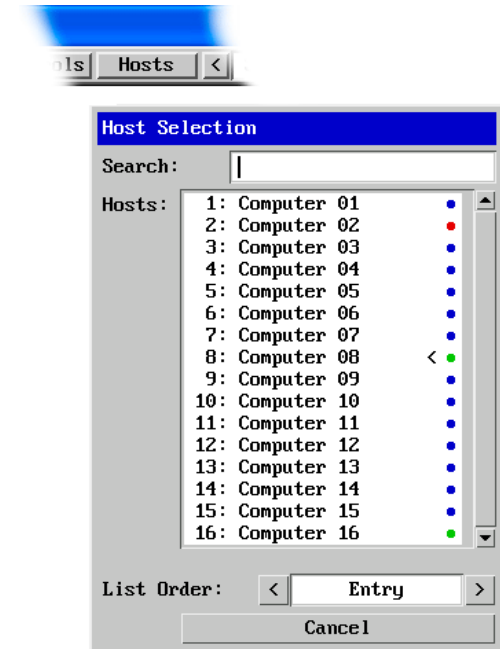 ols Hosts <
Host Selection
Search:
Hosts: 1: Computer 01
2: Computer 02
3: Computer 03
4: Computer 04
5: Computer 05
6: Computer 06
7: Computer 07
8: Computer 08 <
9: Computer 09
10: Computer 10
11: Computer 11
12: Computer 12
13: Computer 13
14: Computer 14
15: Computer 15
16: Computer 16
List Order: < Entry >
Cancel